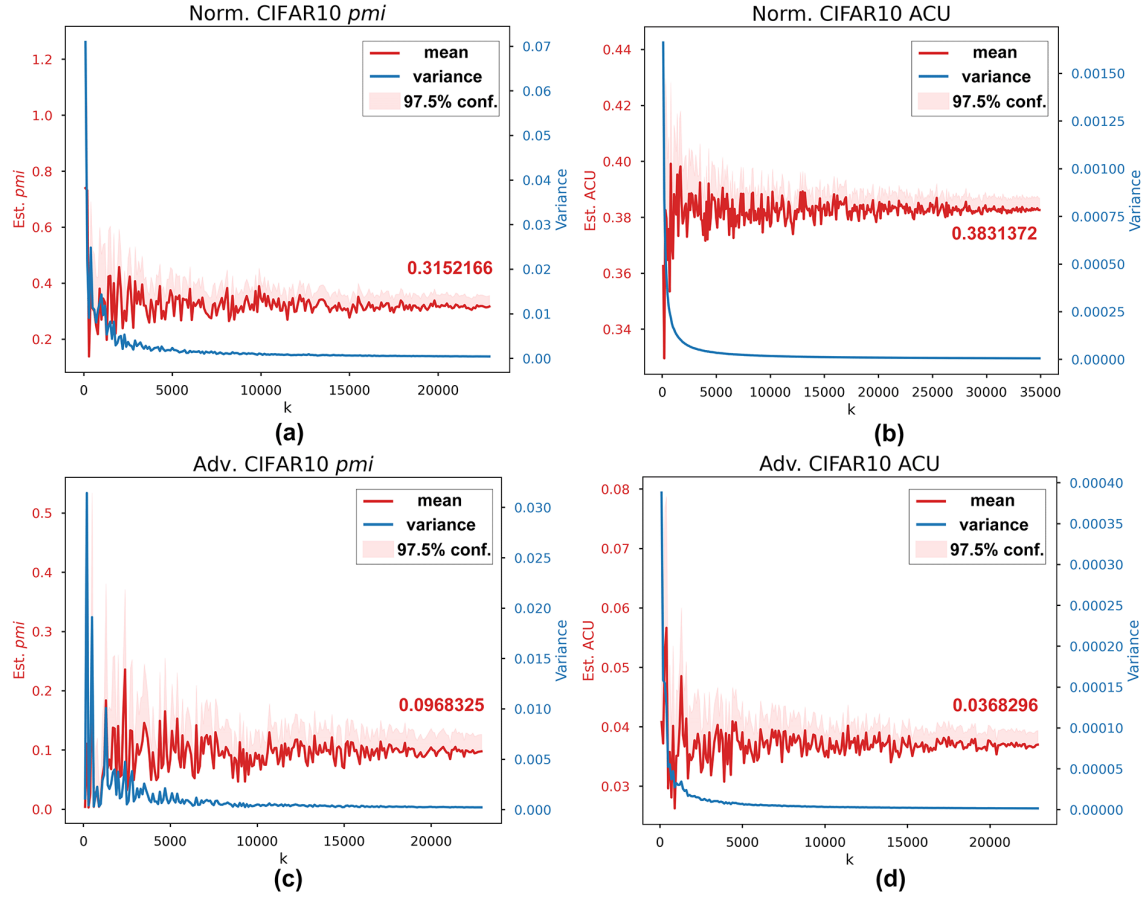 Norm. CIFAR10 pmi
mean
variance
97.5% conf.
1.2
1.0
0.8
0.6
0.4
0.2
Est. pmi
0.07
0.06
0.05
0.04
0.03
0.02
0.01
0.00
Variance
0.3152166
0 5000 10000 15000 20000
k
(a)
Norm. CIFAR10 ACU
mean
variance
97.5% conf.
0.44
0.42
0.40
0.38
0.36
0.34
Est. ACU
0.00150
0.00125
0.00100
0.00075
0.00050
0.00025
0.00000
Variance
0.3831372
0 5000 10000 15000 20000 25000 30000 35000
k
(b)
Adv. CIFAR10 pmi
mean
variance
97.5% conf.
0.5
0.4
0.3
0.2
0.1
0.0
Est. pmi
0.030
0.025
0.020
0.015
0.010
0.005
0.000
Variance
0.0968325
0 5000 10000 15000 20000
k
(c)
Adv. CIFAR10 ACU
mean
variance
97.5% conf.
0.08
0.07
0.06
0.05
0.04
0.03
Est. ACU
0.00040
0.00035
0.00030
0.00025
0.00020
0.00015
0.00010
0.00005
0.00000
Variance
0.0368296
0 5000 10000 15000 20000
k
(d)